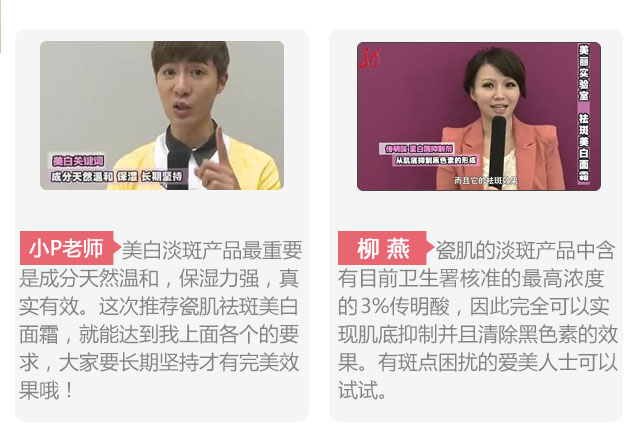 美白关键词
成分天然温和 保湿 长期坚持
小P老师 美白淡斑产品最重要
是成分天然温和，保湿力强，真
实有效。这次推荐瓷肌祛斑美白
面霜，就能达到我上面各个的要
求，大家要长期坚持才有完美效
果哦！
美丽实验室 祛斑美白面霜
传明酸 蛋白酶抑制剂
从肌底抑制黑色素的形成
而且它的祛斑效果
柳 燕 瓷肌的淡斑产品中含
有目前卫生署核准的最高浓度
的3%传明酸，因此完全可以实
现肌底抑制并且清除黑色素的效
果。有斑点困扰的爱美人士可以
试试。